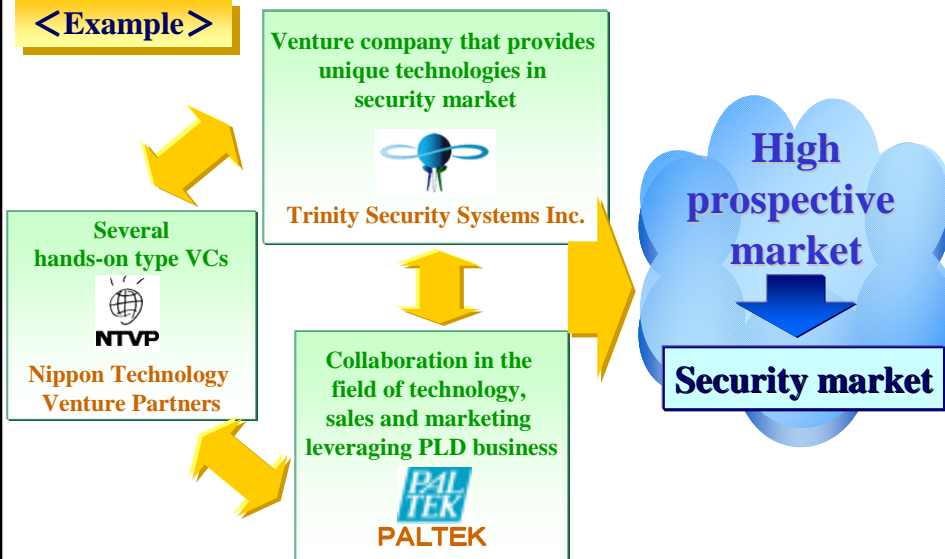 ＜Example＞
Venture company that provides
unique technologies in
security market
Trinity Security Systems Inc.
Several
hands-on type VCs
NTVP
Nippon Technology
Venture Partners
Collaboration in the
field of technology,
sales and marketing
leveraging PLD business
PAL
TEK
PALTEK
High
prospective
market
Security market